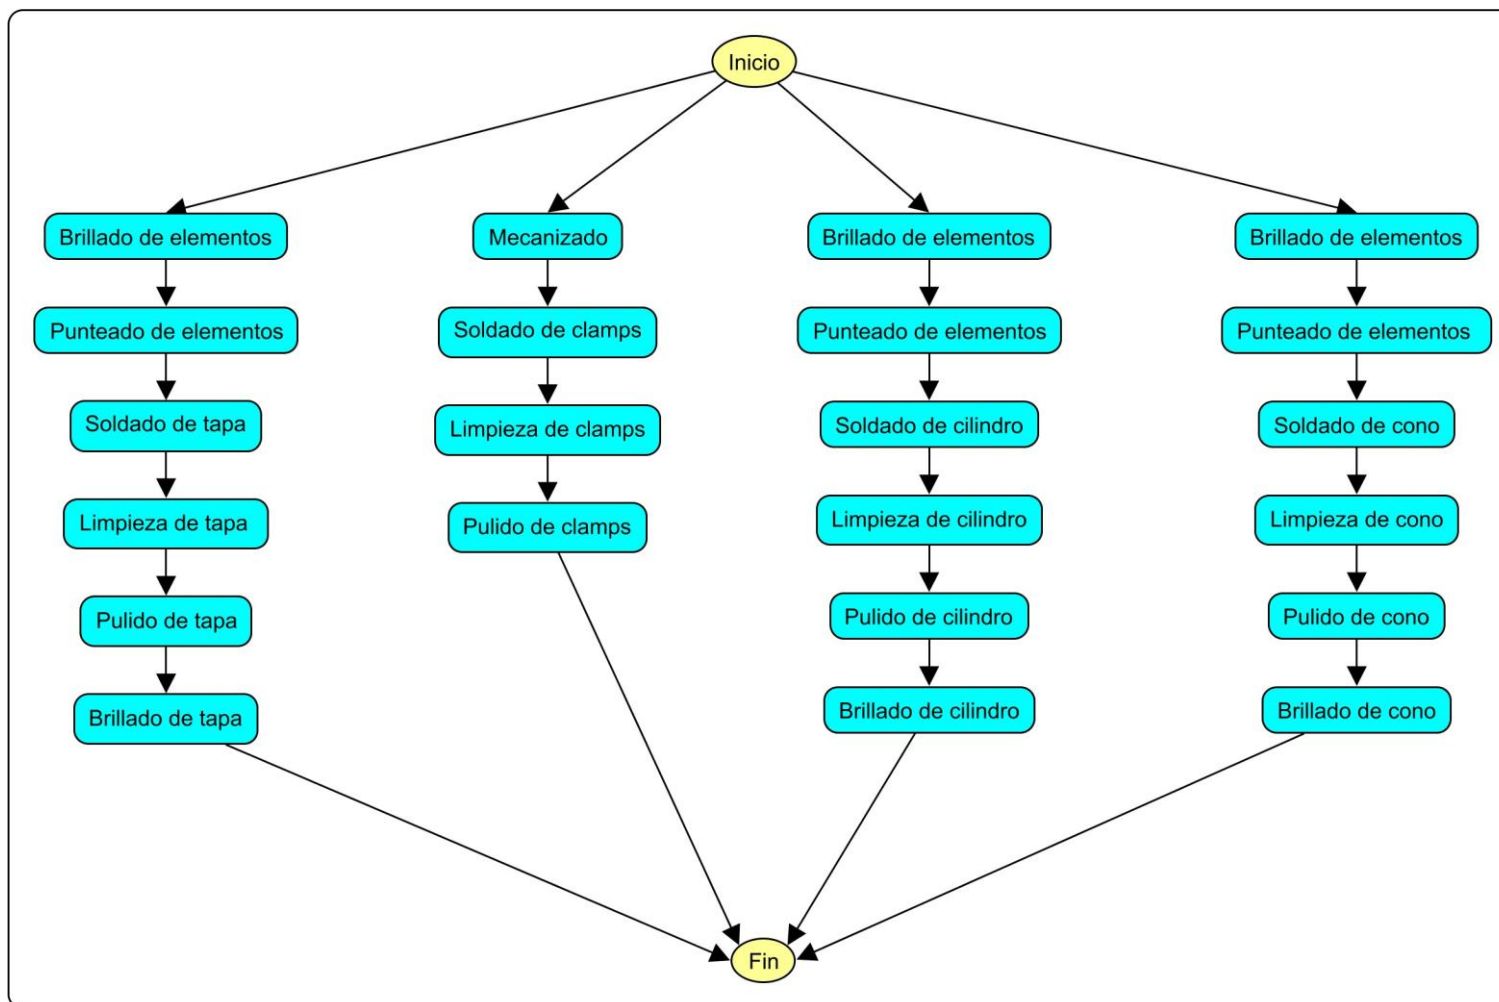 Inicio
Brillado de elementos
Mecanizado
Brillado de elementos
Brillado de elementos
Punteado de elementos
Soldado de clamps
Punteado de elementos
Punteado de elementos
Soldado de tapa
Limpieza de clamps
Soldado de cilindro
Soldado de cono
Limpieza de tapa
Pulido de clamps
Limpieza de cilindro
Limpieza de cono
Pulido de tapa
Pulido de cilindro
Pulido de cono
Brillado de tapa
Brillado de cilindro
Brillado de cono
Fin